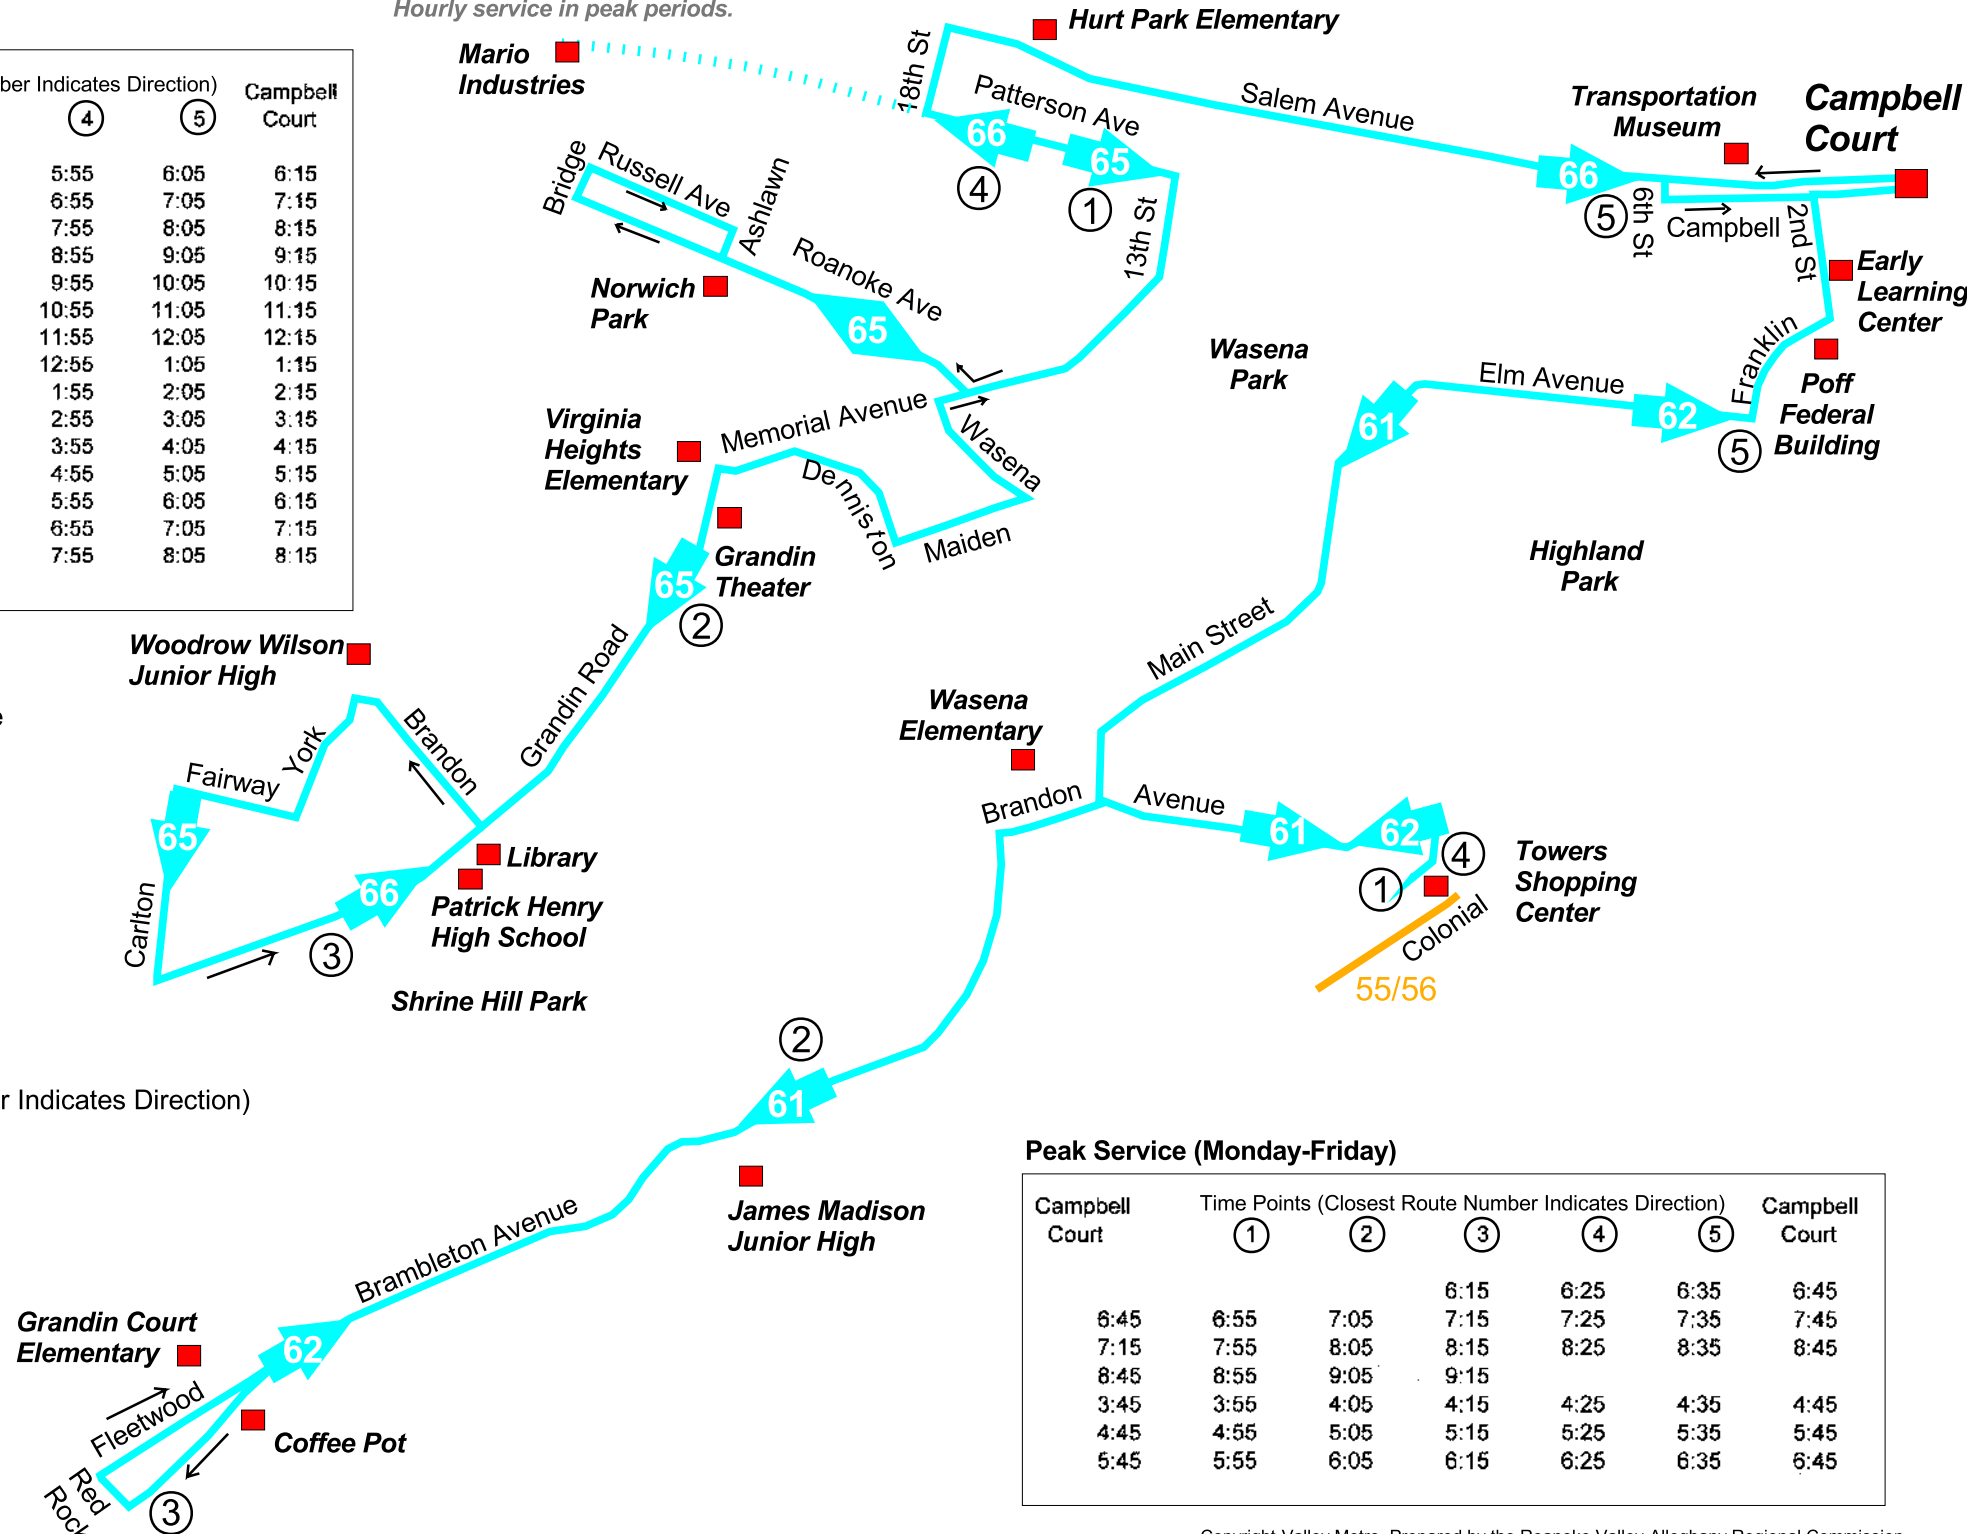 Hourly service in peak periods.
Hurt Park Elementary
Mario
Industries
18th St
Patterson Ave
Salem Avenue
Transportation
Museum
Campbell
Court
66
4
65
1
66
5
6th St
Campbell
2nd St
Early
Learning
Center
13th St
Bridge
Russell Ave
Ashlawn
Roanoke Ave
65
Norwich
Park
Wasena
Park
Elm Avenue
61
62
5
Franklin
Poff
Federal
Building
Virginia
Heights
Elementary
Memorial Avenue
Wasena
Denniston
Maiden
Grandin
Theater
65
2
Highland
Park
Indicates Direction)
Campbell
Court
4 5
5:55 6:05 6:15
6:55 7:05 7:15
7:55 8:05 8:15
8:55 9:05 9:15
9:55 10:05 10:15
10:55 11:05 11:15
11:55 12:05 12:15
12:55 1:05 1:15
1:55 2:05 2:15
2:55 3:05 3:15
3:55 4:05 4:15
4:55 5:05 5:15
5:55 6:05 6:15
6:55 7:05 7:15
7:55 8:05 8:15
Woodrow Wilson
Junior High
Grandin Road
Main Street
York
Brandon
Fairway
65
Carlton
66
3
Library
Patrick Henry
High School
Shrine Hill Park
Wasena
Elementary
Brandon Avenue
61
62
4
1
Towers
Shopping
Center
Colonial
55/56
2
61
Indicates Direction)
James Madison
Junior High
Brambleton Avenue
Grandin Court
Elementary
62
Fleetwood
Coffee Pot
Red
Rock
3
Peak Service (Monday-Friday)
Campbell
Court
Time Points (Closest Route Number Indicates Direction)
Campbell
Court
1 2 3 4 5
6:15 6:25 6:35 6:45
6:45 6:55 7:05 7:15 7:25 7:35 7:45
7:15 7:55 8:05 8:15 8:25 8:35 8:45
8:45 8:55 9:05 9:15
3:45 3:55 4:05 4:15 4:25 4:35 4:45
4:45 4:55 5:05 5:15 5:25 5:35 5:45
5:45 5:55 6:05 6:15 6:25 6:35 6:45